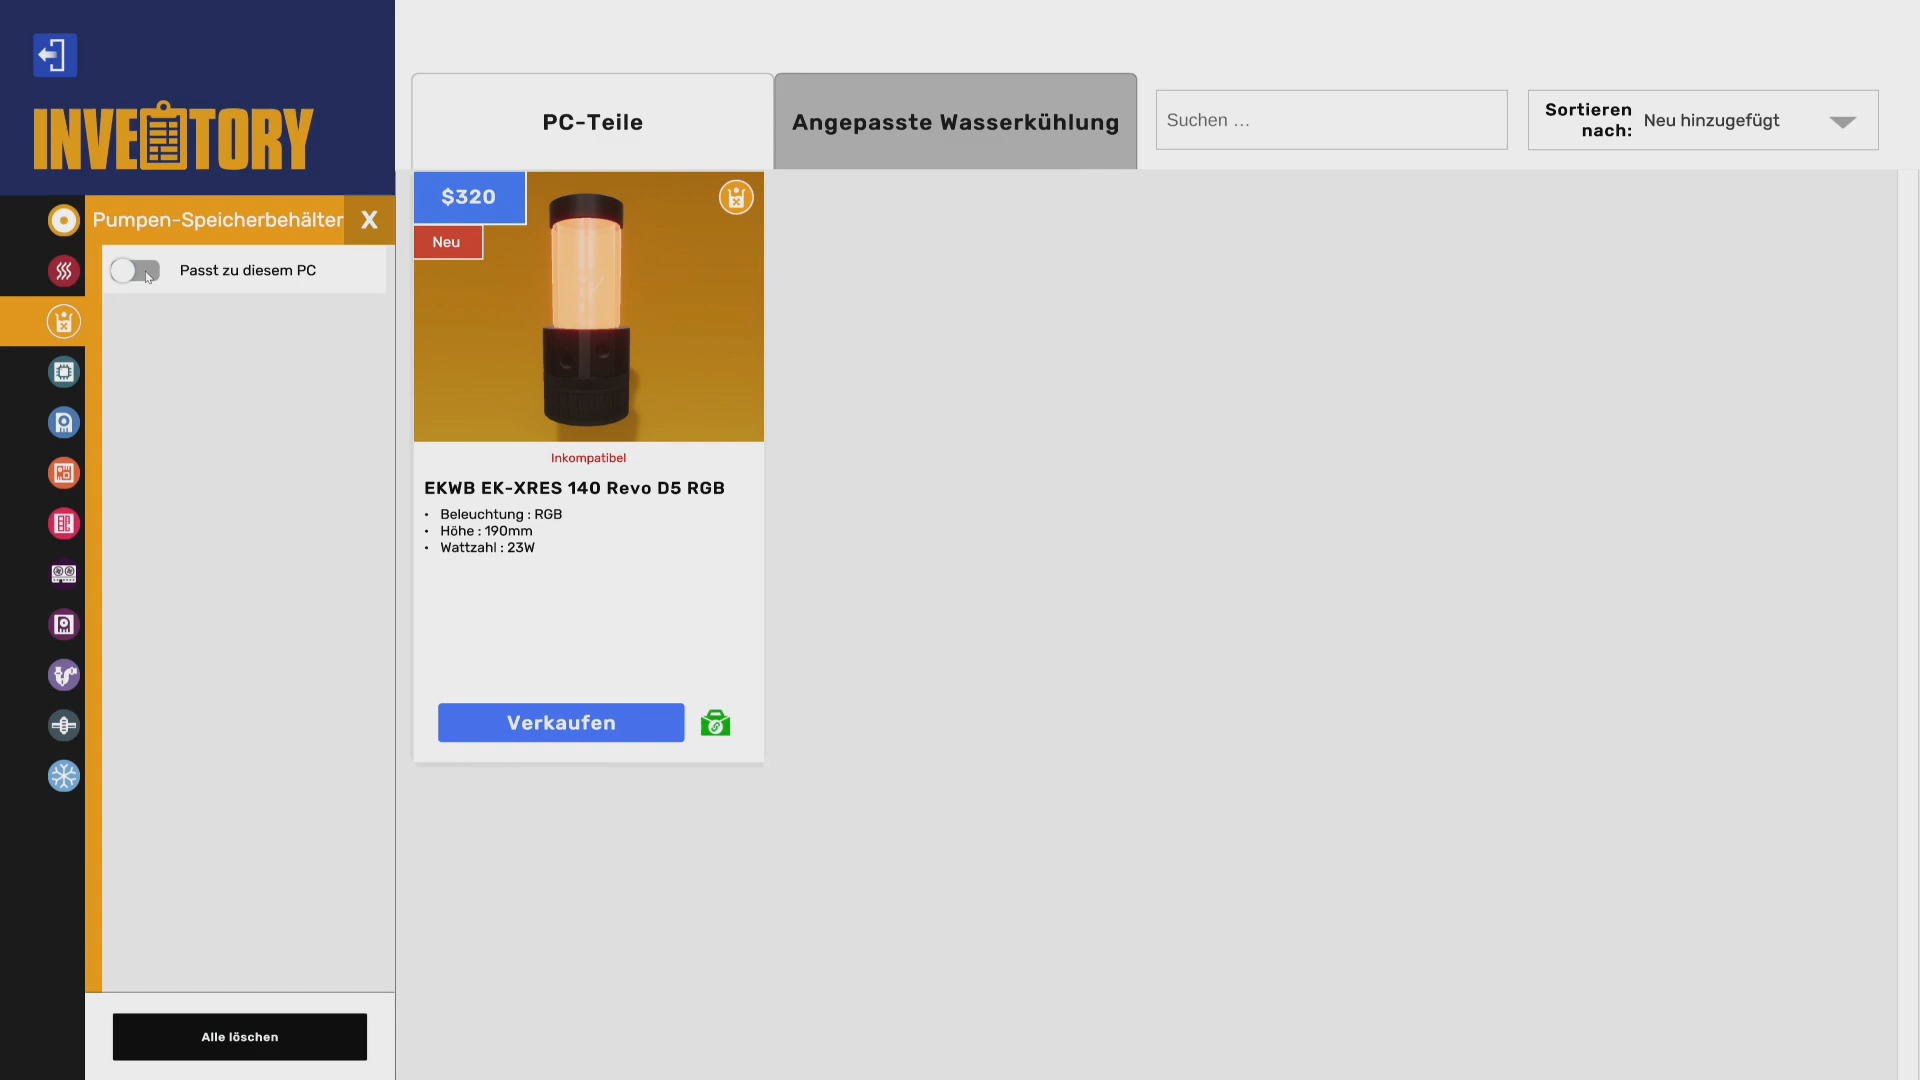 INVENTORY
PC-Teile
Angepasste Wasserkühlung
Suchen ...
Sortieren
nach:
Neu hinzugefügt
Pumpen-Speicherbehälter
X
Passt zu diesem PC
$320
Neu
Inkompatibel
EKWB EK-XRES 140 Revo D5 RGB
• Beleuchtung : RGB
• Höhe : 190mm
• Wattzahl : 23W
Verkaufen
Alle löschen